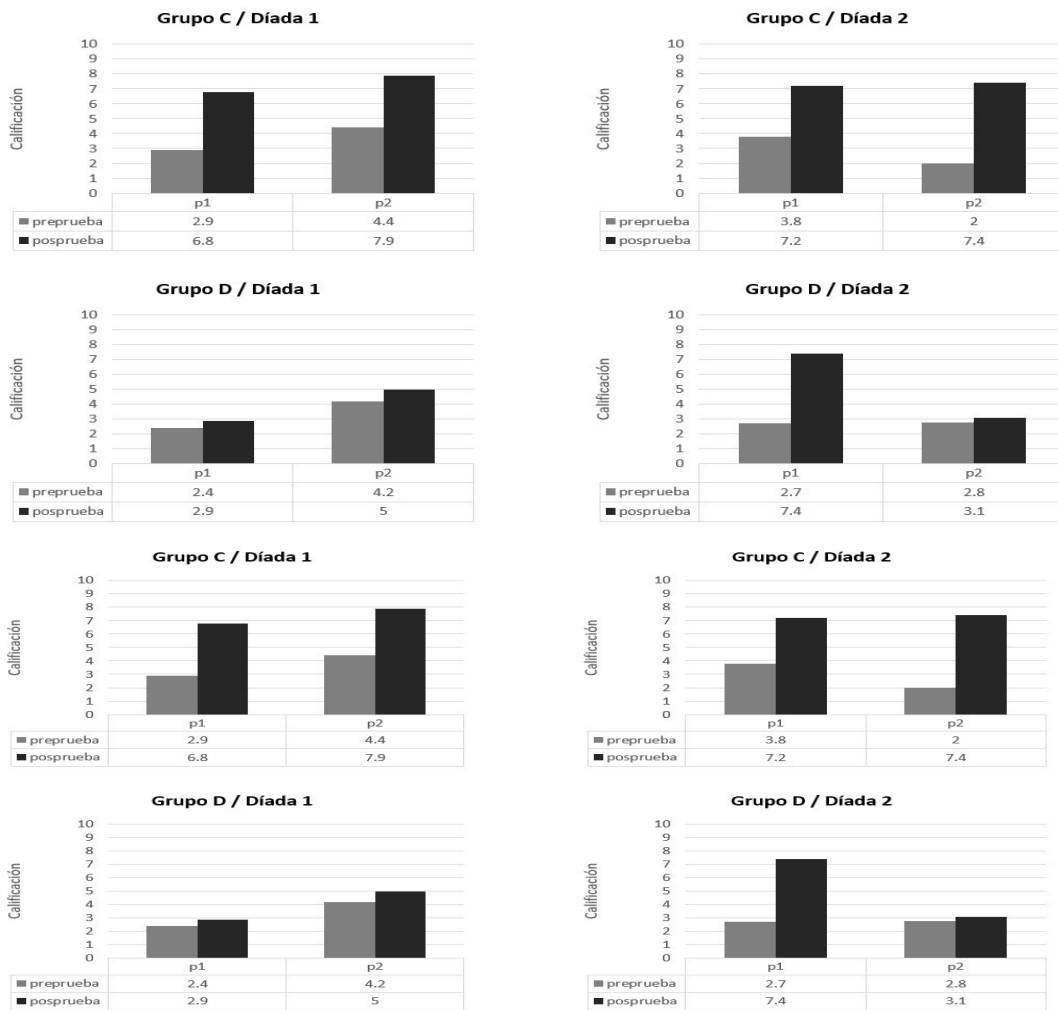 Grupo C / Díada 1
10
9
8
7
6
5
4
3
2
1
0
Calificación
p1 p2
preprueba 2.9 4.4
posprueba 6.8 7.9
Grupo C / Díada 2
10
9
8
7
6
5
4
3
2
1
0
Calificación
p1 p2
preprueba 3.8 2
posprueba 7.2 7.4
Grupo D / Díada 1
10
9
8
7
6
5
4
3
2
1
0
Calificación
p1 p2
preprueba 2.4 4.2
posprueba 2.9 5
Grupo D / Díada 2
10
9
8
7
6
5
4
3
2
1
0
Calificación
p1 p2
preprueba 2.7 2.8
posprueba 7.4 3.1
Grupo C / Díada 1
10
9
8
7
6
5
4
3
2
1
0
Calificación
p1 p2
preprueba 2.9 4.4
posprueba 6.8 7.9
Grupo C / Díada 2
10
9
8
7
6
5
4
3
2
1
0
Calificación
p1 p2
preprueba 3.8 2
posprueba 7.2 7.4
Grupo D / Díada 1
10
9
8
7
6
5
4
3
2
1
0
Calificación
p1 p2
preprueba 2.4 4.2
posprueba 2.9 5
Grupo D / Díada 2
10
9
8
7
6
5
4
3
2
1
0
Calificación
p1 p2
preprueba 2.7 2.8
posprueba 7.4 3.1